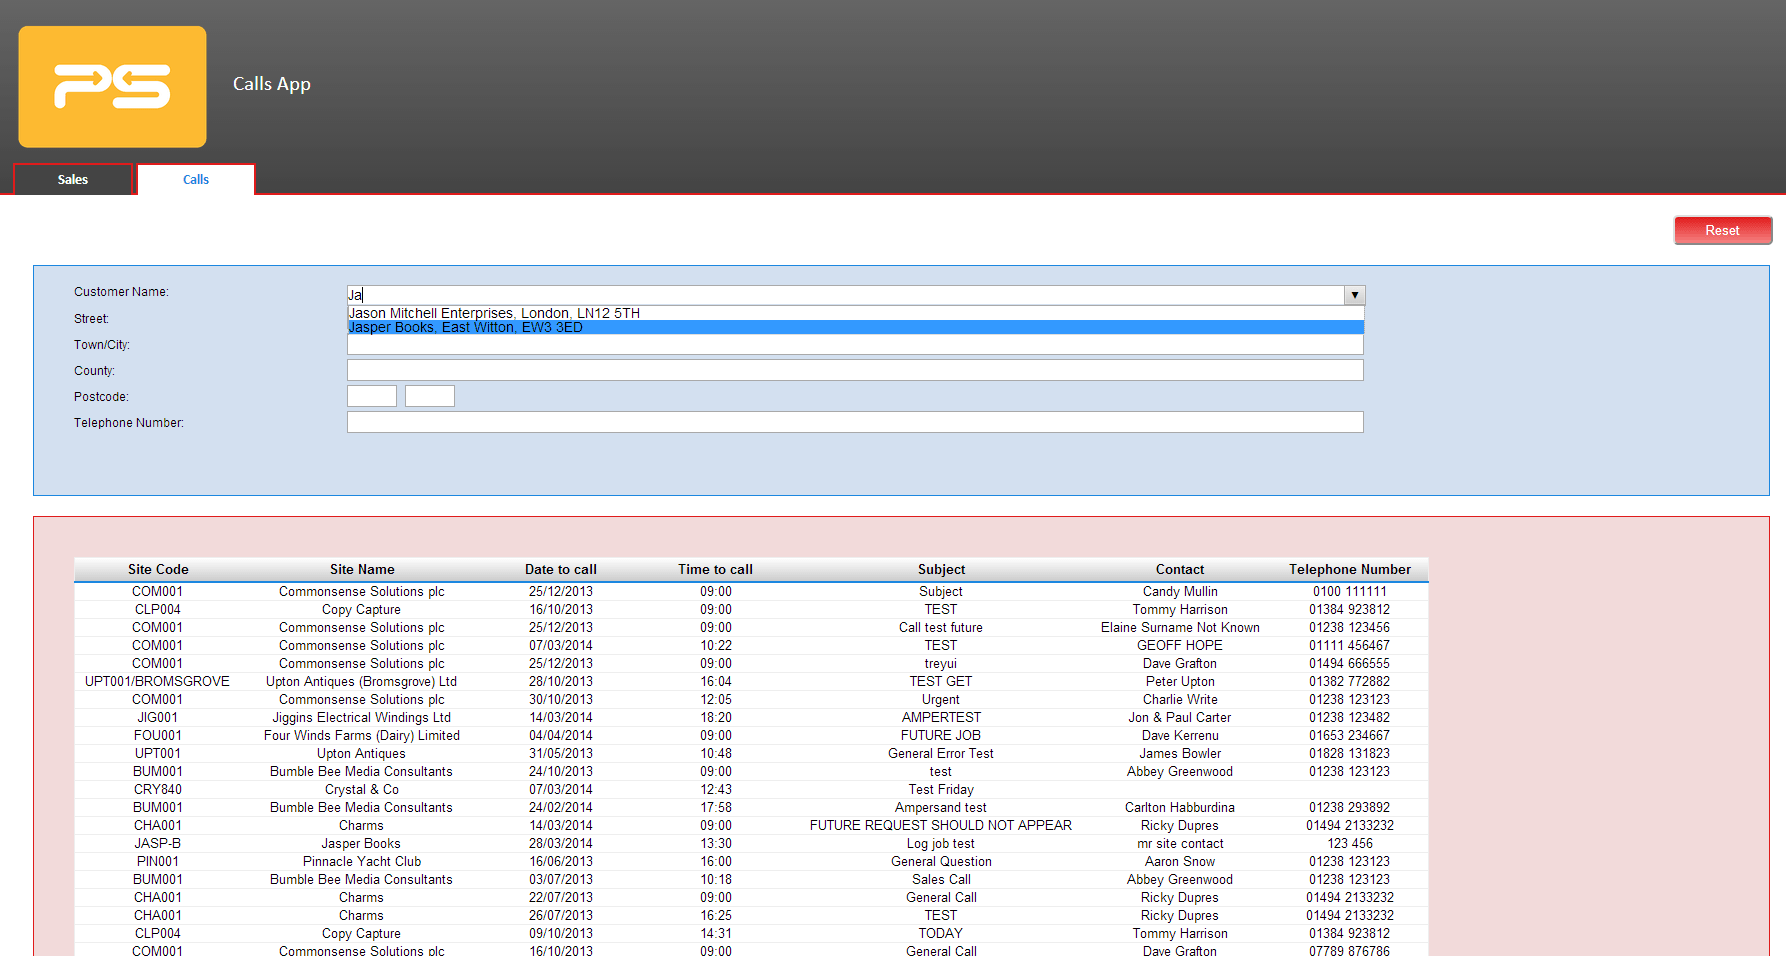 PS
Calls App
Sales Calls
Reset
Customer Name: Ja ▼
Jason Mitchell Enterprises, London, LN12 5TH
Street:
Jasper Books, East Witton, EW3 3ED
Town/City:
County:
Postcode:
Telephone Number:
Site Code Site Name Date to call Time to call Subject Contact Telephone Number
COM001 Commonsense Solutions plc 25/12/2013 09:00 Subject Candy Mullin 0100 111111
CLP004 Copy Capture 16/10/2013 09:00 TEST Tommy Harrison 01384 923812
COM001 Commonsense Solutions plc 25/12/2013 09:00 Call test future Elaine Surname Not Known 01238 123456
COM001 Commonsense Solutions plc 07/03/2014 10:22 TEST GEOFF HOPE 01111 456467
COM001 Commonsense Solutions plc 25/12/2013 09:00 treyui Dave Grafton 01494 666555
UPT001/BROMSGROVE Upton Antiques (Bromsgrove) Ltd 28/10/2013 16:04 TEST GET Peter Upton 01382 772882
COM001 Commonsense Solutions plc 30/10/2013 12:05 Urgent Charlie Write 01238 123123
JIG001 Jiggins Electrical Windings Ltd 14/03/2014 18:20 AMPERTEST Jon & Paul Carter 01238 123482
FOU001 Four Winds Farms (Dairy) Limited 04/04/2014 09:00 FUTURE JOB Dave Kerrenu 01653 234667
UPT001 Upton Antiques 31/05/2013 10:48 General Error Test James Bowler 01828 131823
BUM001 Bumble Bee Media Consultants 24/10/2013 09:00 test Abbey Greenwood 01238 123123
CRY840 Crystal & Co 07/03/2014 12:43 Test Friday
BUM001 Bumble Bee Media Consultants 24/02/2014 17:58 Ampersand test Carlton Habburdina 01238 293892
CHA001 Charms 14/03/2014 09:00 FUTURE REQUEST SHOULD NOT APPEAR Ricky Dupres 01494 2133232
JASP-B Jasper Books 28/03/2014 13:30 Log job test mr site contact 123 456
PIN001 Pinnacle Yacht Club 16/06/2013 16:00 General Question Aaron Snow 01238 123123
BUM001 Bumble Bee Media Consultants 03/07/2013 10:18 Sales Call Abbey Greenwood 01238 123123
CHA001 Charms 22/07/2013 09:00 General Call Ricky Dupres 01494 2133232
CHA001 Charms 26/07/2013 16:25 TEST Ricky Dupres 01494 2133232
CLP004 Copy Capture 09/10/2013 14:31 TODAY Tommy Harrison 01384 923812
COM001 Commonsense Solutions plc 16/10/2013 09:00 General Call Dave Grafton 07789 876786